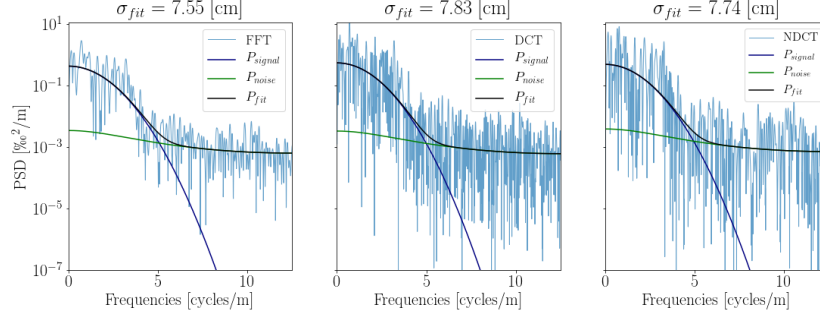 σ_fit = 7.55 [cm]
σ_fit = 7.83 [cm]
σ_fit = 7.74 [cm]
PSD [‰²/m]
10¹
10⁻¹
10⁻³
10⁻⁵
10⁻⁷
FFT
P_signal
P_noise
P_fit
DCT
P_signal
P_noise
P_fit
NDCT
P_signal
P_noise
P_fit
0 5 10
0 5 10
0 5 10
Frequencies [cycles/m]
Frequencies [cycles/m]
Frequencies [cycles/m]